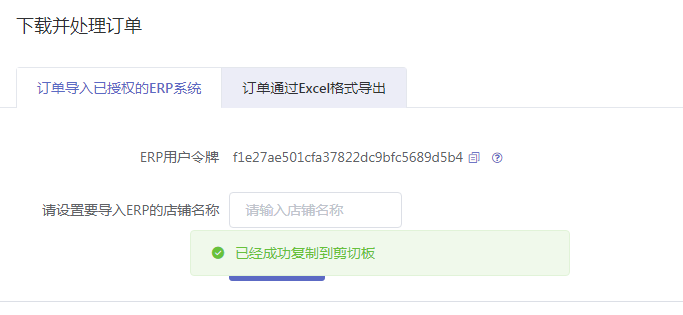 下载并处理订单
订单导入已授权的ERP系统 订单通过Excel格式导出
ERP用户令牌 f1e27ae501cfa37822dc9bfc5689d5b4
请设置要导入ERP的店铺名称 请输入店铺名称
已经成功复制到剪切板